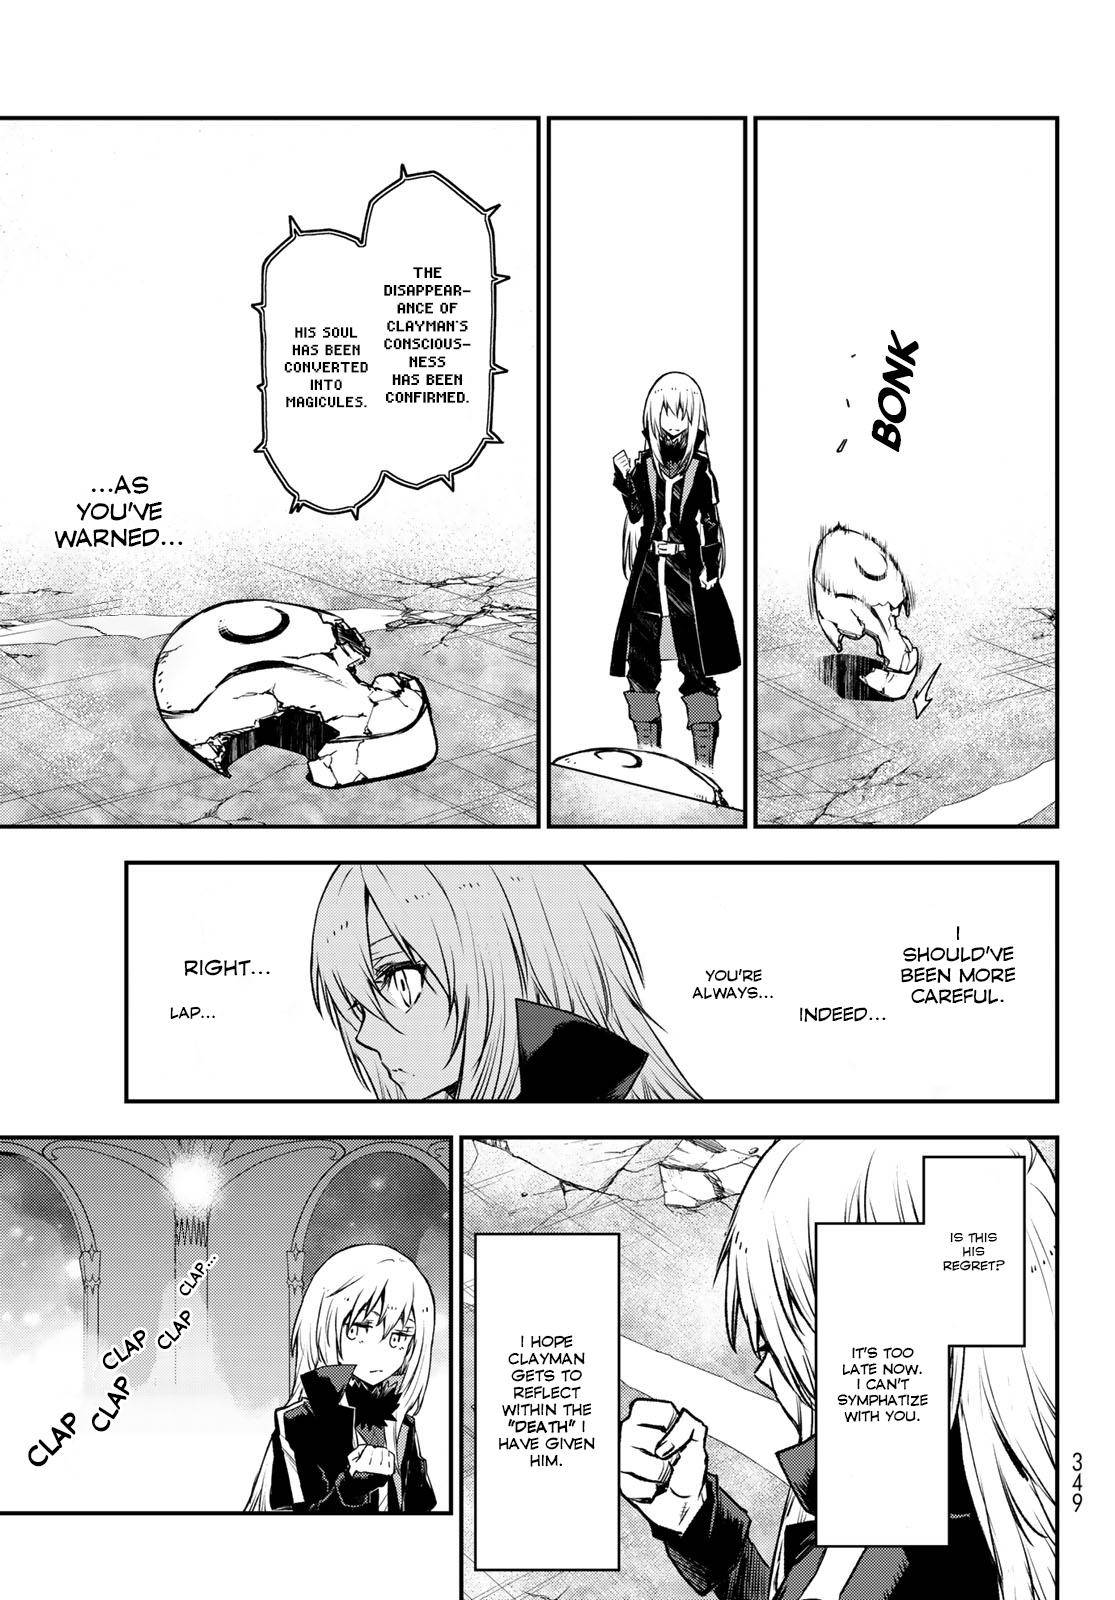 BONK
THE
DISAPPEAR-
ANCE OF
CLAYMAN'S
CONSCIOUS-
NESS
HAS BEEN
CONFIRMED.
HIS SOUL
HAS BEEN
CONVERTED
INTO
MAGICULES.
...AS
YOU'VE
WARNED...
I
SHOULD'VE
BEEN MORE
CAREFUL.
INDEED...
YOU'RE
ALWAYS...
RIGHT...
LAP...
IS THIS
HIS
REGRET?
IT'S TOO
LATE NOW.
I CAN'T
SYMPHATIZE
WITH YOU.
I HOPE
CLAYMAN
GETS TO
REFLECT
WITHIN THE
"DEATH" I
HAVE GIVEN
HIM.
CLAP...
CLAP
CLAP
CLAP
CLAP
349